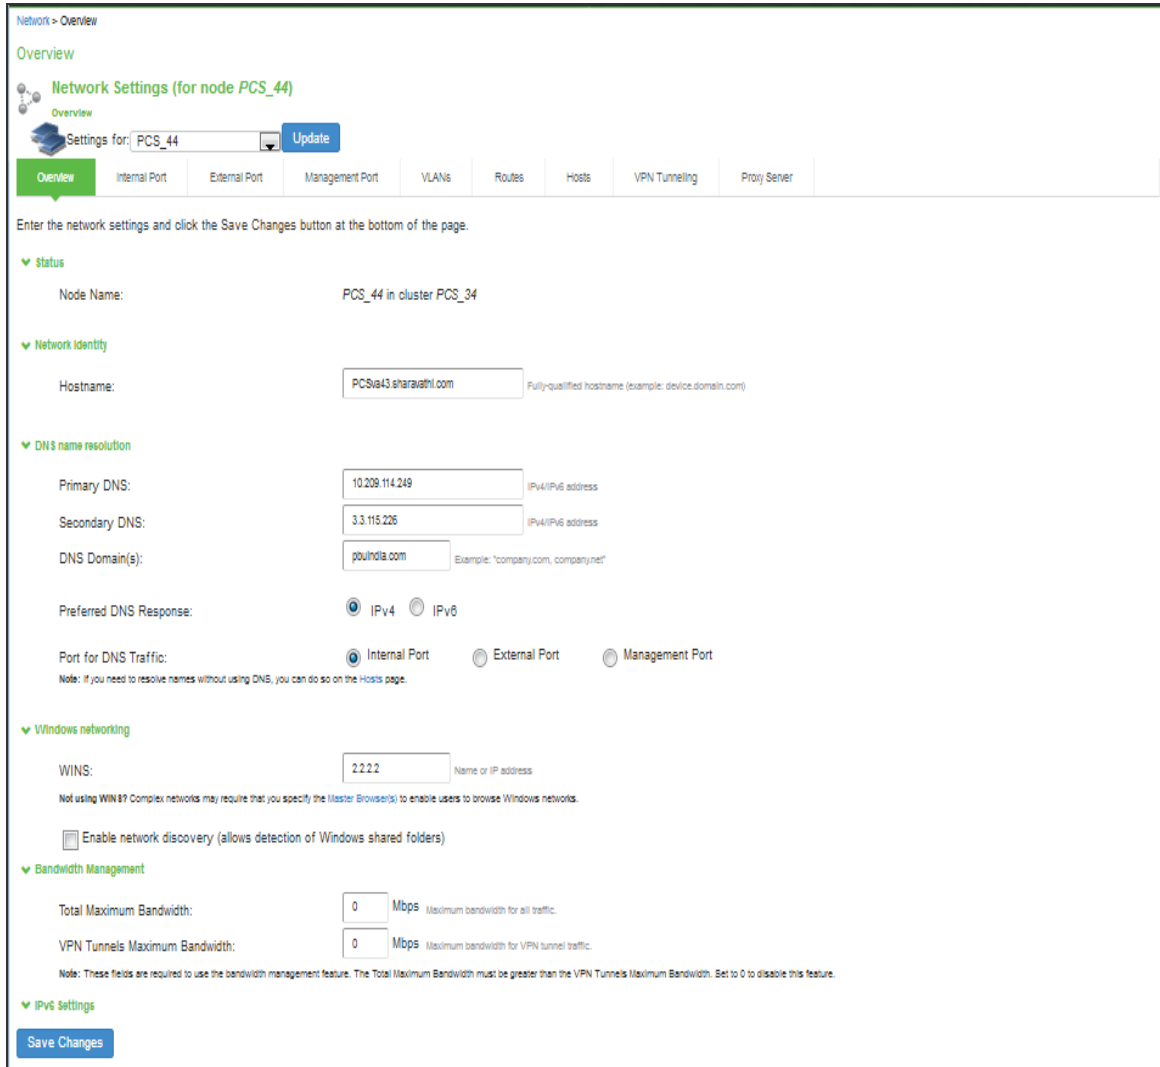 Network > Overview
Overview
Network Settings (for node PCS_44)
Overview
Settings for: PCS_44 Update
Overview Internal Port External Port Management Port VLANs Routes Hosts VPN Tunneling Proxy Server
Enter the network settings and click the Save Changes button at the bottom of the page.
Status
Node Name: PCS_44 in cluster PCS_34
Network Identity
Hostname: PCSva43.sharavathi.com Fully-qualified hostname (example: device.domain.com)
DNS name resolution
Primary DNS: 10.209.114.249 IPv4/IPv6 address
Secondary DNS: 3.3.115.226 IPv4/IPv6 address
DNS Domain(s): pbuindia.com Example: "company.com, company.net"
Preferred DNS Response: IPv4 IPv6
Port for DNS Traffic: Internal Port External Port Management Port
Note: If you need to resolve names without using DNS, you can do so on the Hosts page.
Windows networking
WINS: 2.2.2.2 Name or IP address
Not using WINS? Complex networks may require that you specify the Master Browser(s) to enable users to browse Windows networks.
Enable network discovery (allows detection of Windows shared folders)
Bandwidth Management
Total Maximum Bandwidth: 0 Mbps Maximum bandwidth for all traffic.
VPN Tunnels Maximum Bandwidth: 0 Mbps Maximum bandwidth for VPN tunnel traffic.
Note: These fields are required to use the bandwidth management feature. The Total Maximum Bandwidth must be greater than the VPN Tunnels Maximum Bandwidth. Set to 0 to disable this feature.
IPv6 Settings
Save Changes